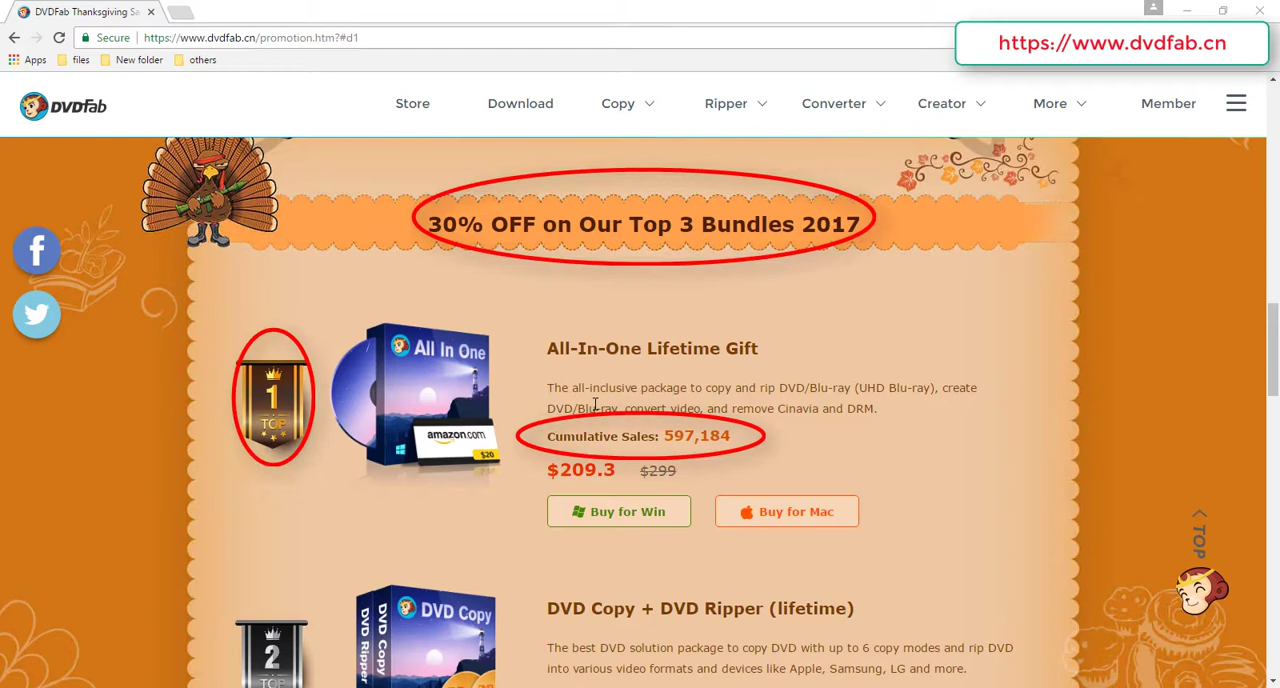 DVDFab Thanksgiving Sa
Secure
https://www.dvdfab.cn/promotion.htm?#d1
https://www.dvdfab.cn
Apps
files
New folder
others
DVDFab
Store
Download
Copy
Ripper
Converter
Creator
More
Member
30% OFF on Our Top 3 Bundles 2017
1
TOP
All In One
amazon.com
$20
All-In-One Lifetime Gift
The all-inclusive package to copy and rip DVD/Blu-ray (UHD Blu-ray), create
DVD/Blu-ray, convert video, and remove Cinavia and DRM.
Cumulative Sales: 597,184
$209.3 $299
Buy for Win
Buy for Mac
TOP
2
TOP
DVD Ripper
DVD Copy
DVD Copy
DVD Copy + DVD Ripper (lifetime)
The best DVD solution package to copy DVD with up to 6 copy modes and rip DVD
into various video formats and devices like Apple, Samsung, LG and more.